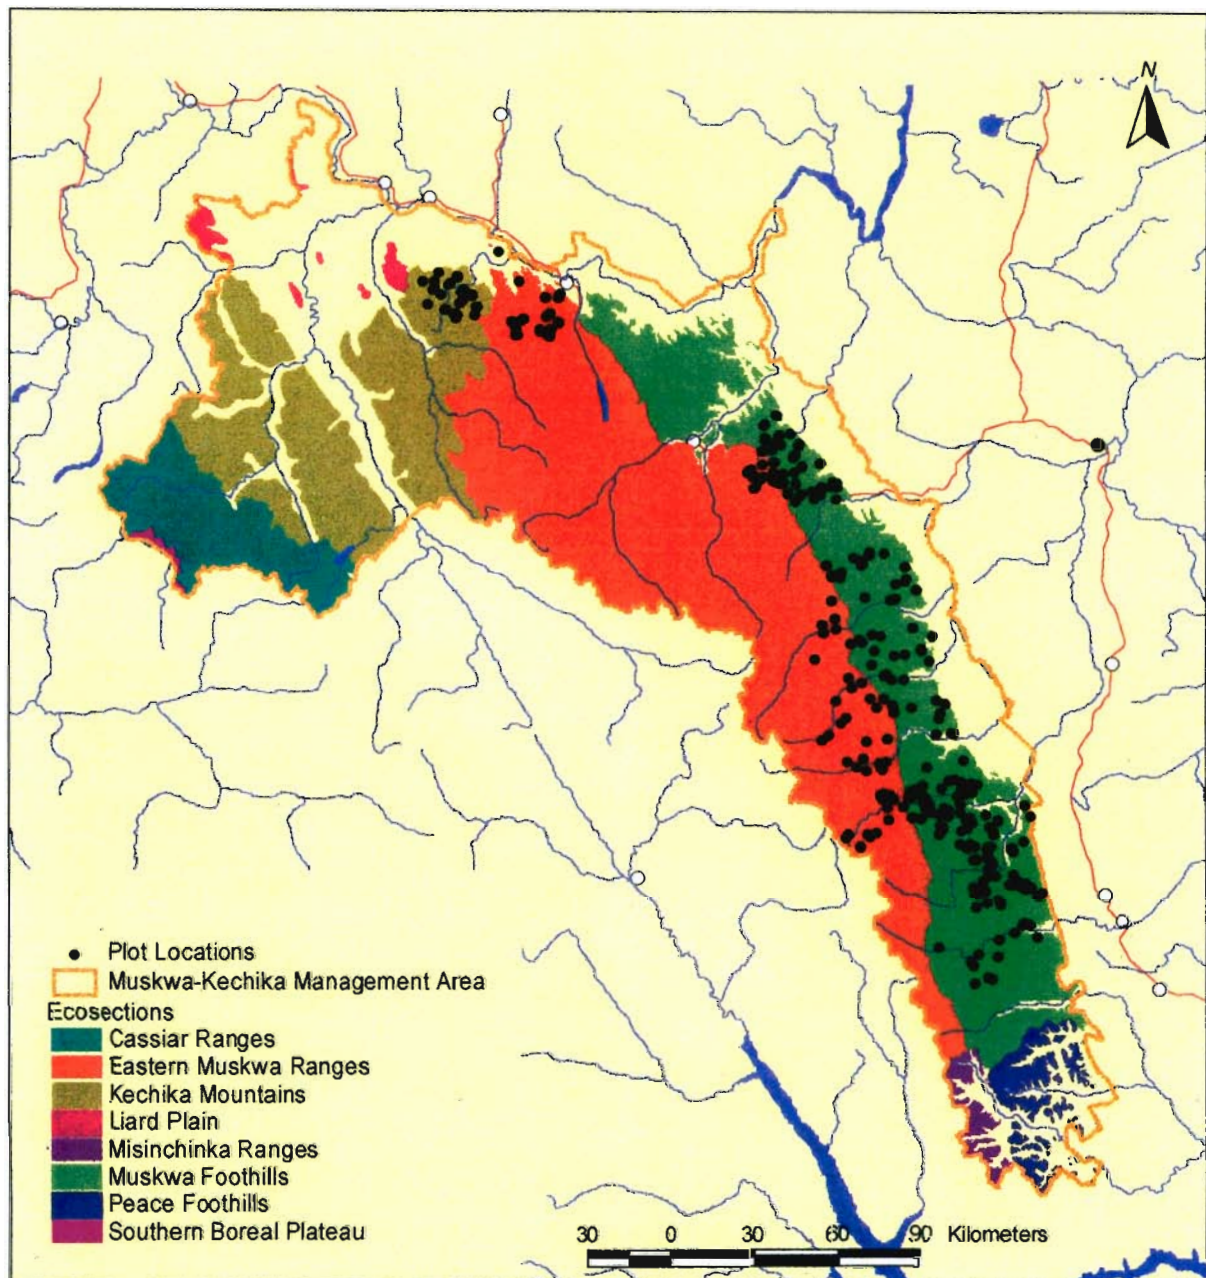 N
Plot Locations
Muskwa-Kechika Management Area
Ecosections
Cassiar Ranges
Eastern Muskwa Ranges
Kechika Mountains
Liard Plain
Misinchinka Ranges
Muskwa Foothills
Peace Foothills
Southern Boreal Plateau
30 0 30 60 90 Kilometers